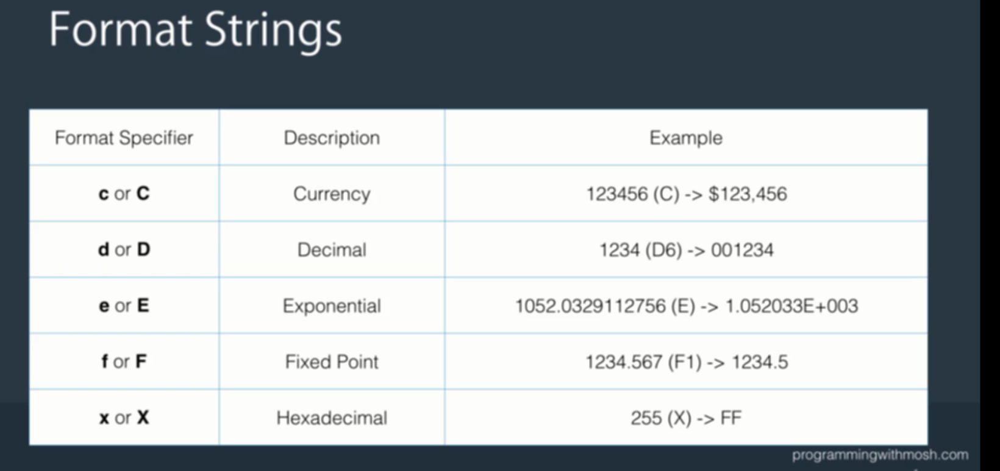 Format Strings
Format Specifier Description Example
c or C Currency 123456 (C) -> $123,456
d or D Decimal 1234 (D6) -> 001234
e or E Exponential 1052.0329112756 (E) -> 1.052033E+003
f or F Fixed Point 1234.567 (F1) -> 1234.5
x or X Hexadecimal 255 (X) -> FF
programmingwithmosh.com